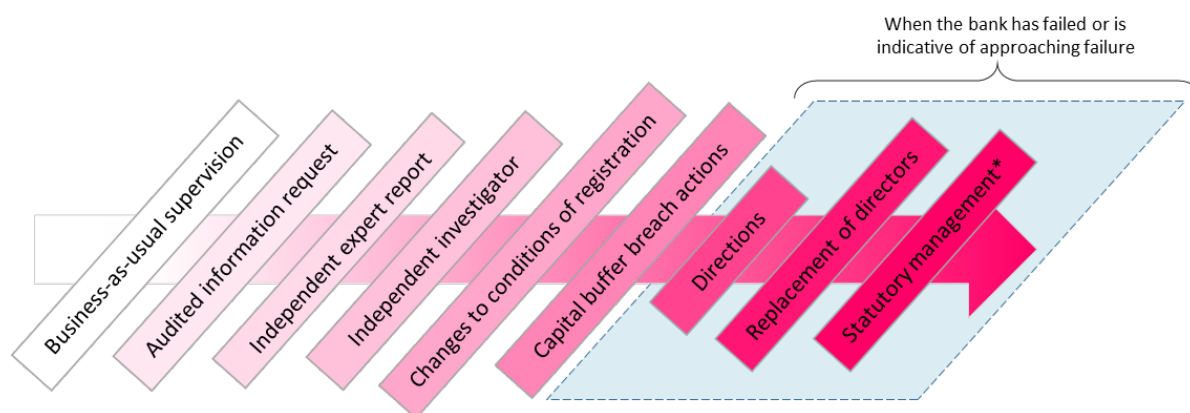 When the bank has failed or is
indicative of approaching failure
Business-as-usual supervision
Audited information request
Independent expert report
Independent investigator
Changes to conditions of registration
Capital buffer breach actions
Directions
Replacement of directors
Statutory management*